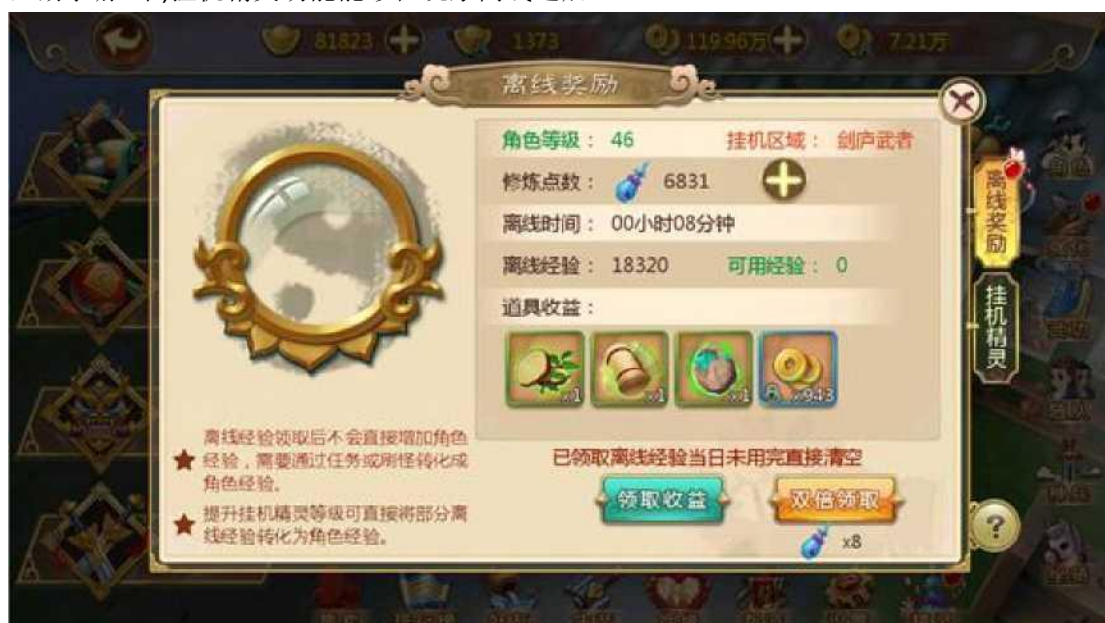 81823
1373
119.96万
7.21万
离线奖励
角色等级： 46 挂机区域： 剑庐武者
修炼点数： 6831
离线时间： 00小时08分钟
离线经验： 18320 可用经验： 0
道具收益：
x1
x1
x1
x943
离线经验领取后不会直接增加角色
经验，需要通过任务或刷怪转化成
角色经验。
提升挂机精灵等级可直接将部分离
线经验转化为角色经验。
已领取离线经验当日未用完直接清空
领取收益
双倍领取
x8
离线奖励
挂机精灵
?